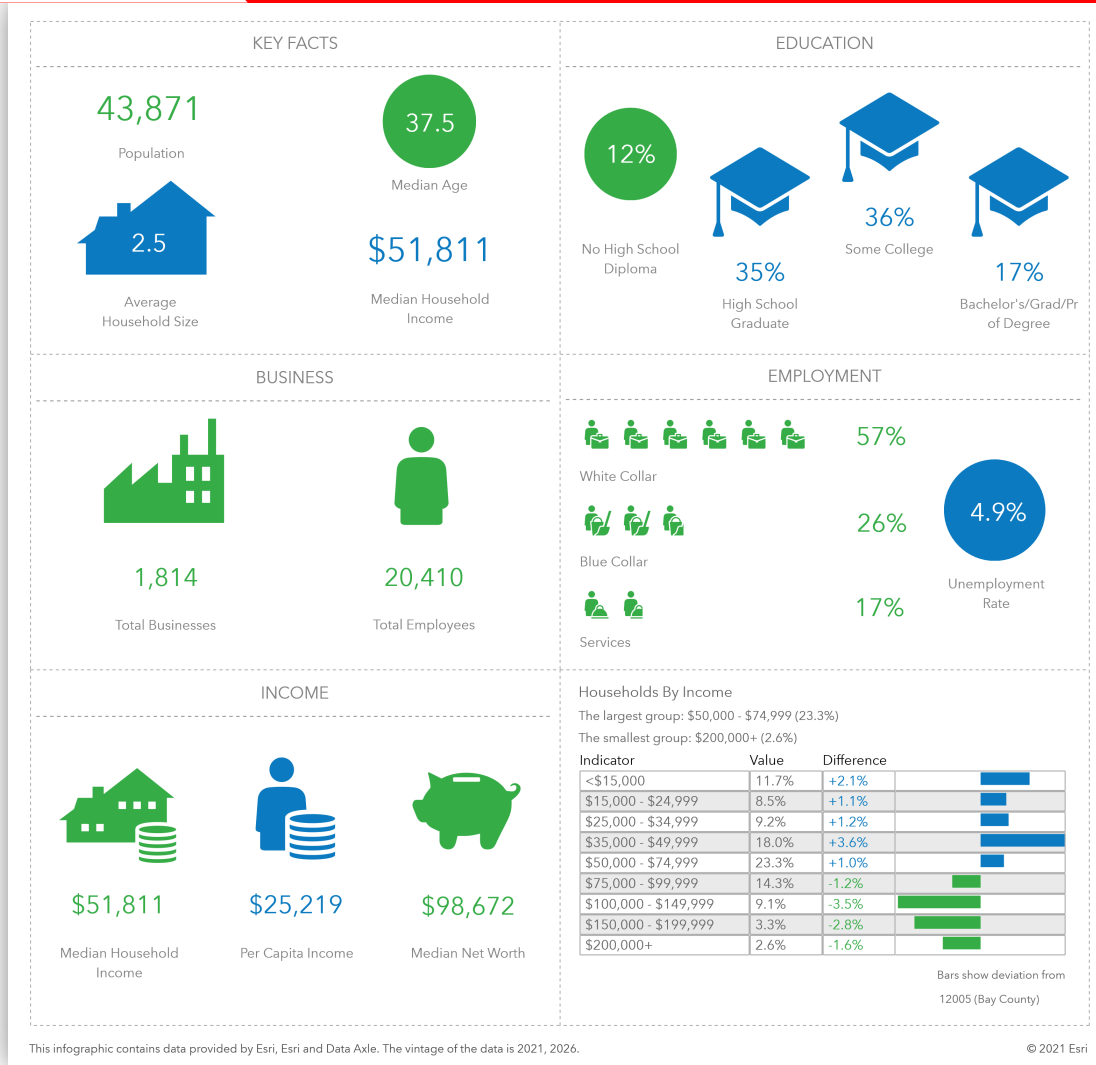 KEY FACTS
43,871
Population
37.5
Median Age
2.5
Average
Household Size
$51,811
Median Household
Income
EDUCATION
12%
No High School
Diploma
35%
High School
Graduate
36%
Some College
17%
Bachelor's/Grad/Pr
of Degree
BUSINESS
1,814
Total Businesses
20,410
Total Employees
EMPLOYMENT
57%
White Collar
26%
Blue Collar
17%
Services
4.9%
Unemployment
Rate
INCOME
$51,811
Median Household
Income
$25,219
Per Capita Income
$98,672
Median Net Worth
Households By Income
The largest group: $50,000 - $74,999 (23.3%)
The smallest group: $200,000+ (2.6%)
Indicator Value Difference
<$15,000 11.7% +2.1%
$15,000 - $24,999 8.5% +1.1%
$25,000 - $34,999 9.2% +1.2%
$35,000 - $49,999 18.0% +3.6%
$50,000 - $74,999 23.3% +1.0%
$75,000 - $99,999 14.3% -1.2%
$100,000 - $149,999 9.1% -3.5%
$150,000 - $199,999 3.3% -2.8%
$200,000+ 2.6% -1.6%
Bars show deviation from
12005 (Bay County)
This infographic contains data provided by Esri, Esri and Data Axle. The vintage of the data is 2021, 2026.
© 2021 Esri